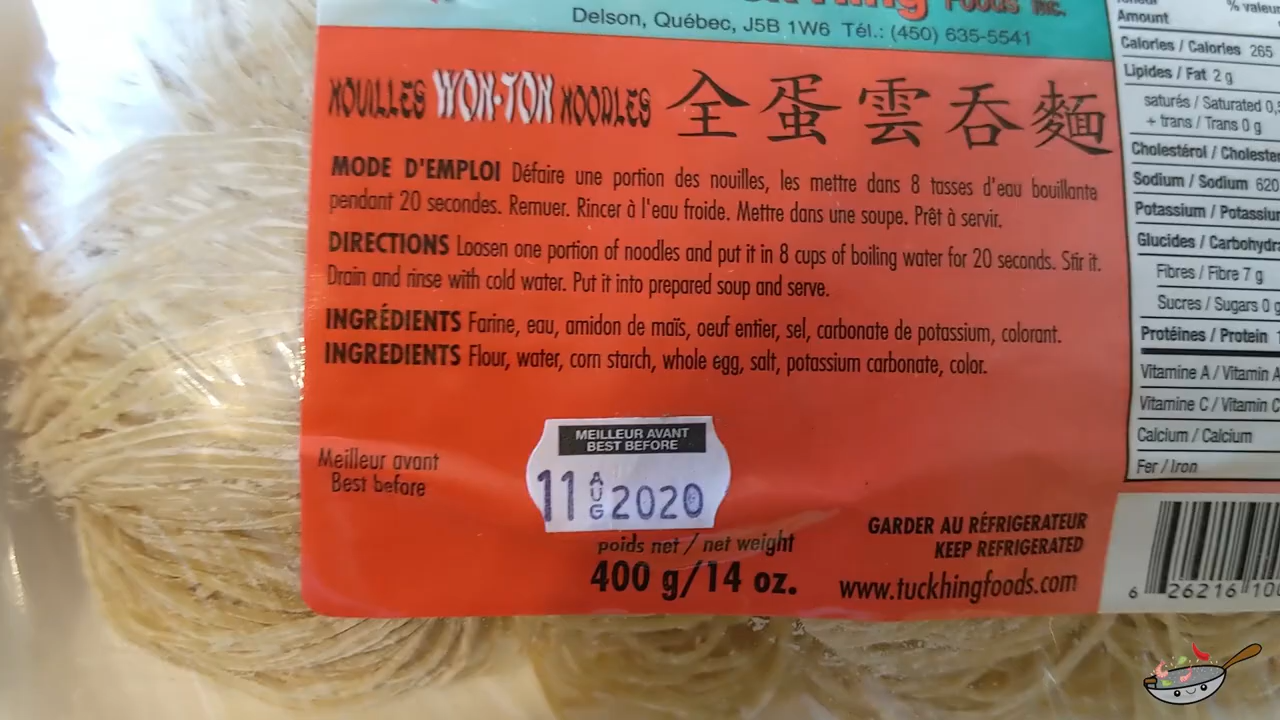 FOODS INC.
Delson, Québec, J5B 1W6 Tél.: (450) 635-5541
NOUILLES WON-TON NOODLES 全蛋雲吞麵
MODE D'EMPLOI Défaire une portion des nouilles, les mettre dans 8 tasses d'eau bouillante
pendant 20 secondes. Remuer. Rincer à l'eau froide. Mettre dans une soupe. Prêt à servir.
DIRECTIONS Loosen one portion of noodles and put it in 8 cups of boiling water for 20 seconds. Stir it.
Drain and rinse with cold water. Put it into prepared soup and serve.
INGRÉDIENTS Farine, eau, amidon de maïs, oeuf entier, sel, carbonate de potassium, colorant.
INGREDIENTS Flour, water, corn starch, whole egg, salt, potassium carbonate, color.
Meilleur avant
Best before
MEILLEUR AVANT
BEST BEFORE
11 AUG 2020
poids net / net weight
400 g/14 oz.
GARDER AU RÉFRIGERATEUR
KEEP REFRIGERATED
www.tuckhingfoods.com
%
Amount
Calories / Calories 265
Lipides / Fat 2 g
saturés / Saturated
+ trans / Trans 0 g
Cholestérol /
Sodium / Sodium 620
Potassium /
Glucides /
Fibres / Fibre 7 g
Sucres / Sugars 0 g
Protéines / Protein
Vitamine A / Vitamin A
Vitamine C / Vitamin C
Calcium / Calcium
Fer / Iron
6 26216